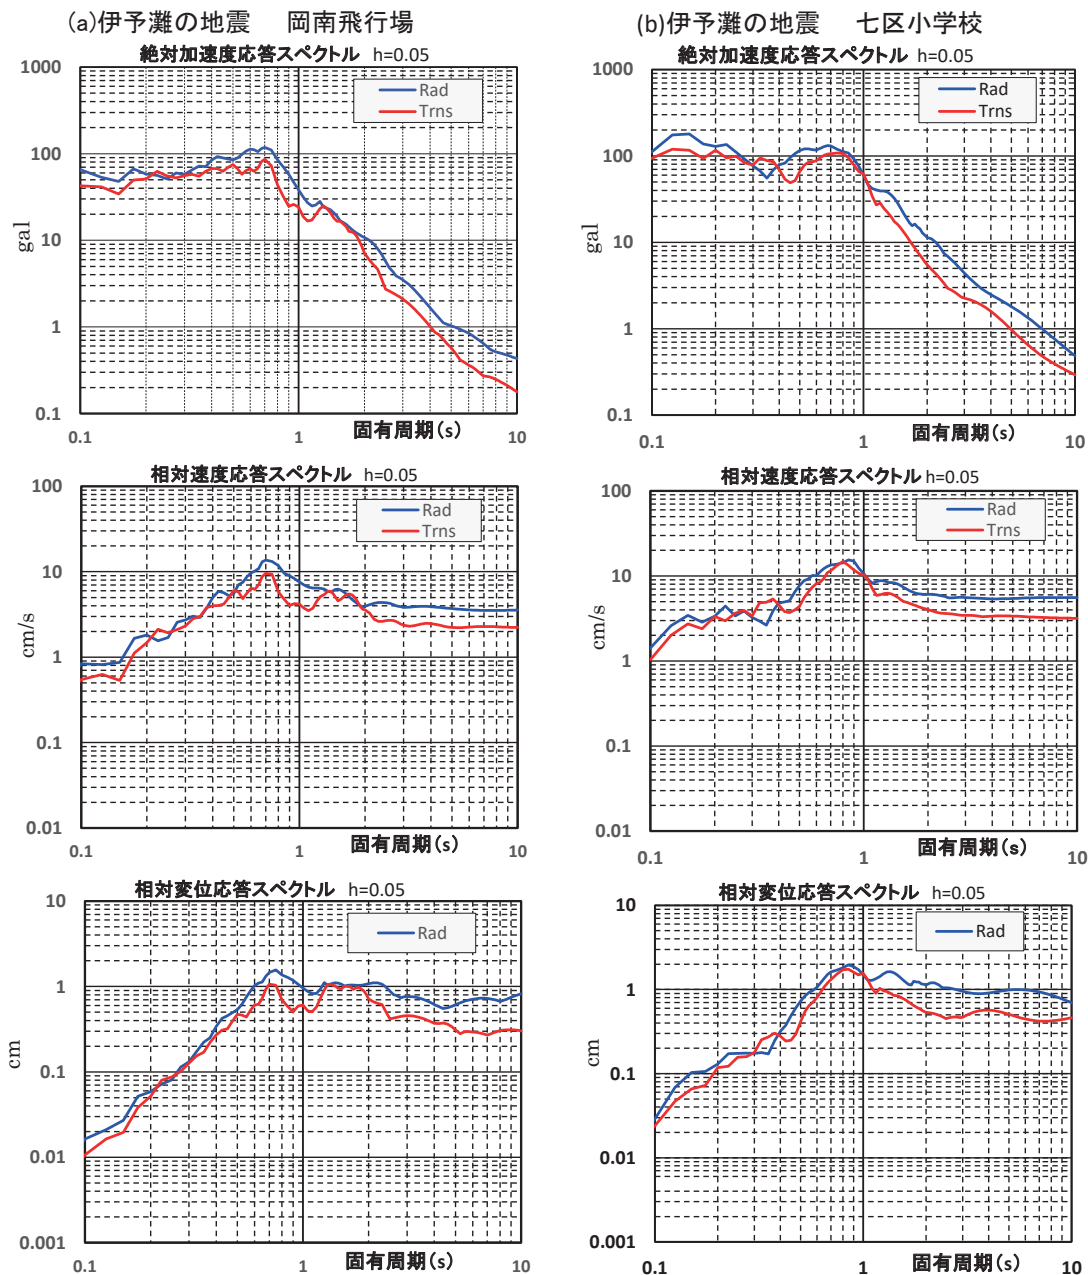 (a)伊予灘の地震 岡南飛行場
絶対加速度応答スペクトル h=0.05
1000
100
10
1
0.1
gal
Rad
Trns
0.1
1
10
固有周期(s)
相対速度応答スペクトル h=0.05
100
10
1
0.1
0.01
cm/s
Rad
Trns
0.1
1
10
固有周期(s)
相対変位応答スペクトル h=0.05
10
1
0.1
0.01
0.001
cm
Rad
0.1
1
10
固有周期(s)
(b)伊予灘の地震 七区小学校
絶対加速度応答スペクトル h=0.05
1000
100
10
1
0.1
gal
Rad
Trns
0.1
1
10
固有周期(s)
相対速度応答スペクトル h=0.05
100
10
1
0.1
0.01
cm/s
Rad
Trns
0.1
1
10
固有周期(s)
相対変位応答スペクトル h=0.05
10
1
0.1
0.01
0.001
cm
Rad
0.1
1
10
固有周期(s)